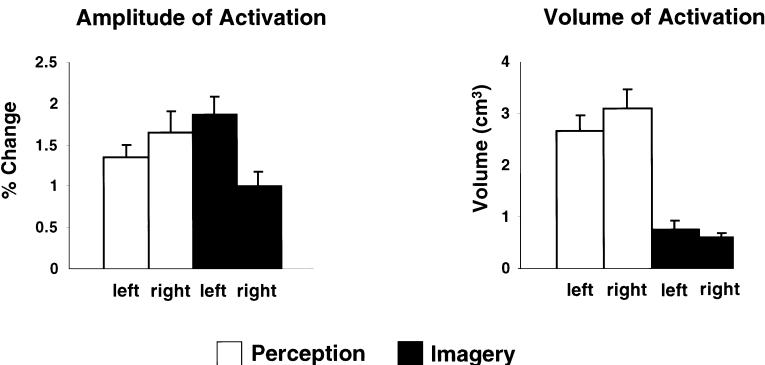 Amplitude of Activation
% Change
2.5
2
1.5
1
0.5
0
left right left right
Volume of Activation
Volume (cm³)
4
3
2
1
0
left right left right
Perception Imagery